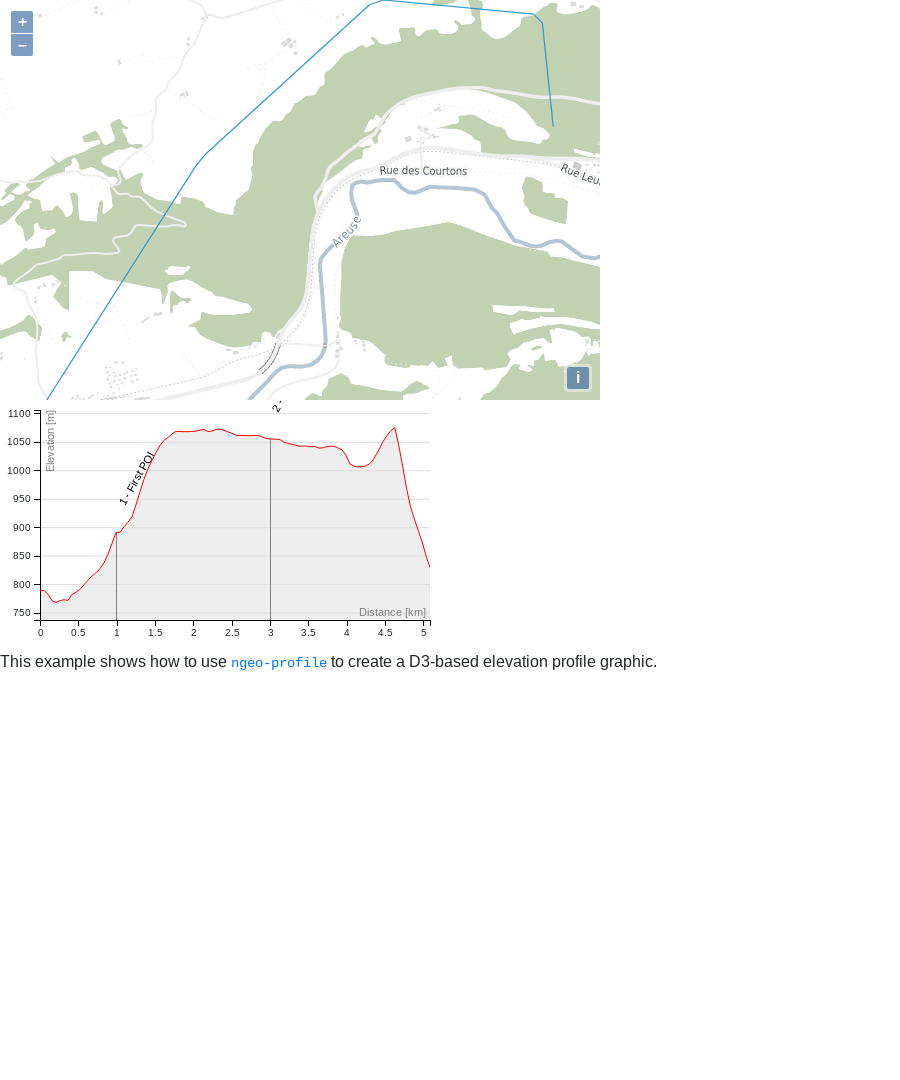 +
−
Rue des Courtons
Rue Leu
Areuse
i
2 -
1100
1050
1000
950
900
850
800
750
Elevation [m]
1 - First POI
Distance [km]
0 0.5 1 1.5 2 2.5 3 3.5 4 4.5 5
This example shows how to use ngeo-profile to create a D3-based elevation profile graphic.